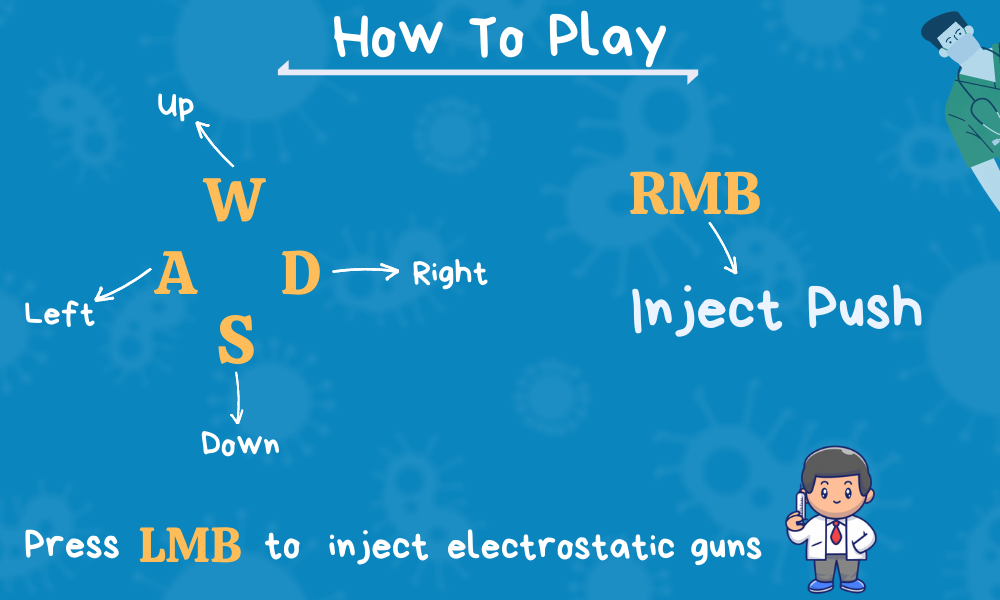 How To Play
Up
W
RMB
A
D
Right
Left
Inject Push
S
Down
Press LMB to inject electrostatic guns